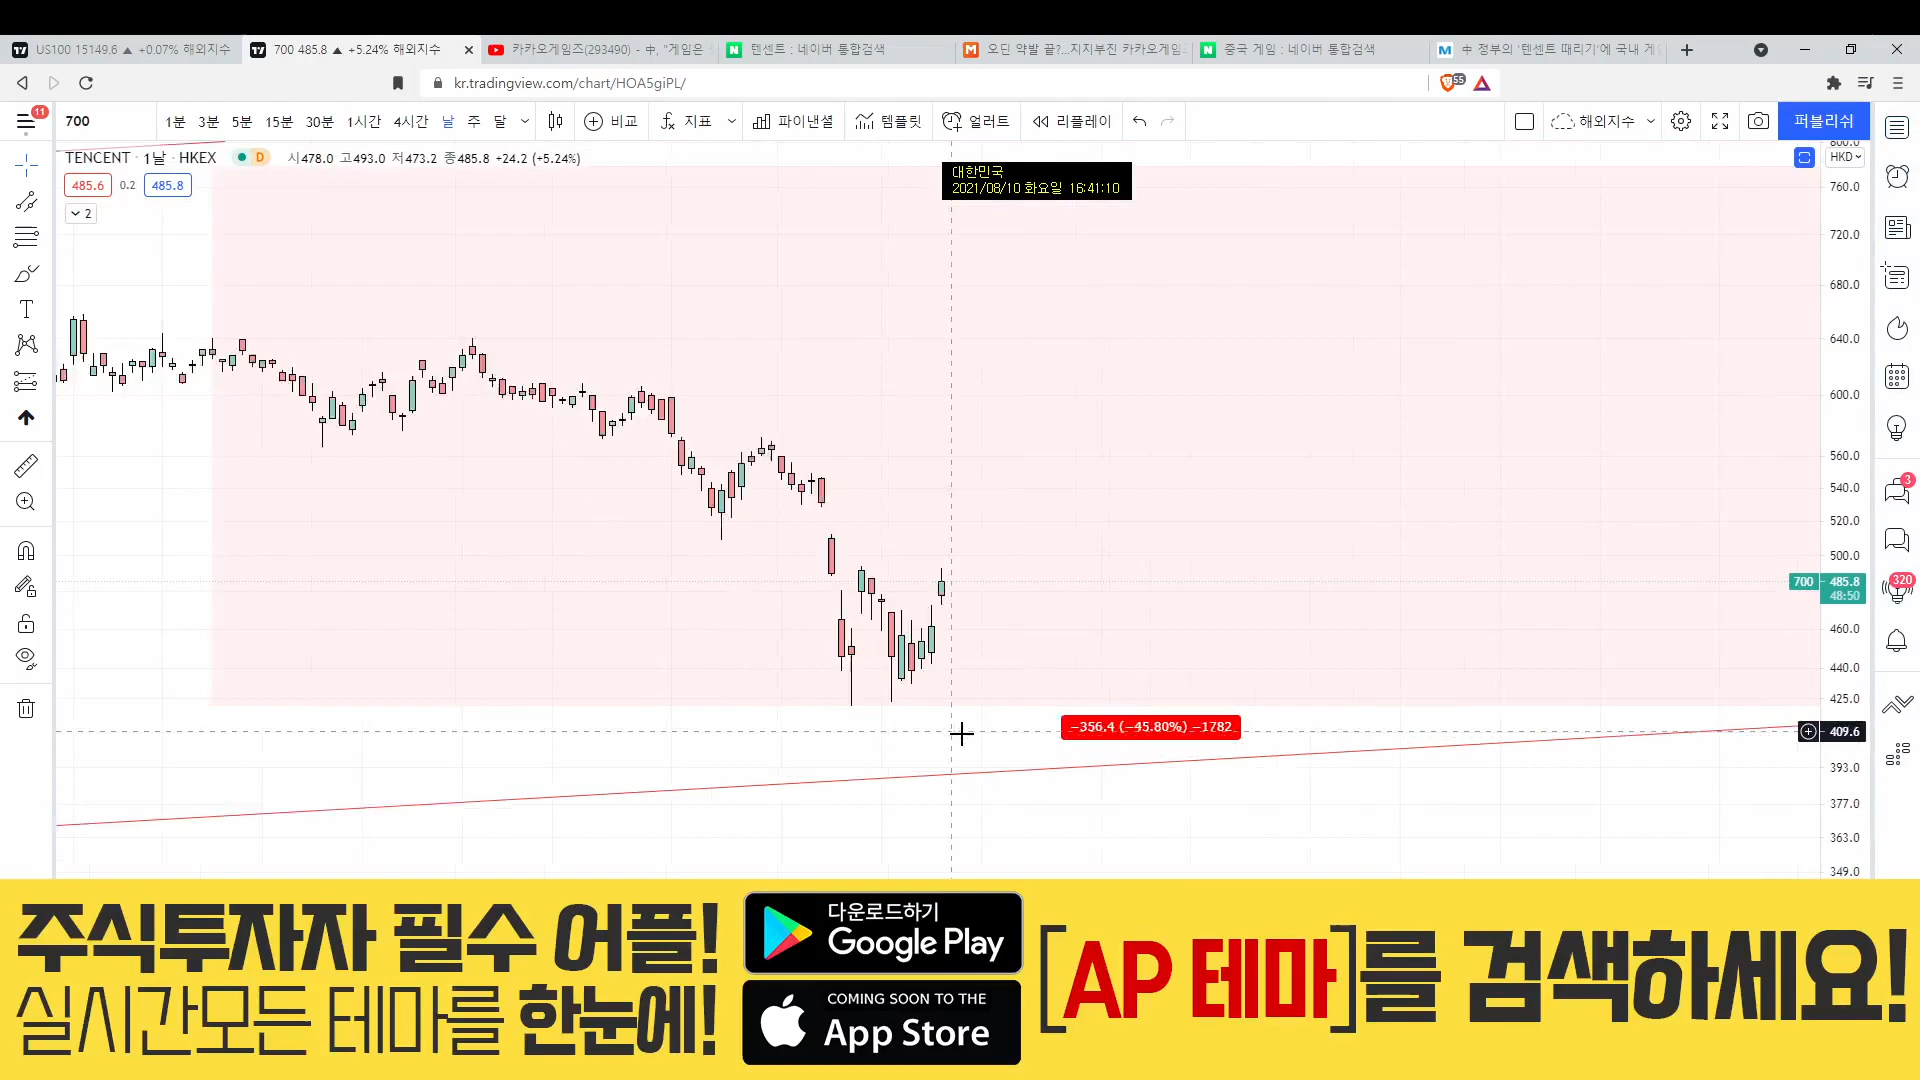 US100 15149.6 ▲ +0.07% 해외지수
700 485.8 ▲ +5.24% 해외지수
카카오게임즈(293490) - 中, "게임은
텐센트 : 네이버 통합검색
오딘 약발 끝?...지지부진 카카오게임
중국 게임 : 네이버 통합검색
中 정부의 '텐센트 때리기'에 국내 게
kr.tradingview.com/chart/HOA5giPL/
55
11
700
1분 3분 5분 15분 30분 1시간 4시간 날 주 달
비교
지표
파이낸셜
템플릿
얼러트
리플레이
해외지수
퍼블리쉬
TENCENT · 1날 · HKEX
D
시478.0 고493.0 저473.2 종485.8 +24.2 (+5.24%)
HKD
485.6 0.2 485.8
2
대한민국
2021/08/10 화요일 16:41:10
800.0
760.0
720.0
680.0
640.0
600.0
560.0
540.0
520.0
500.0
700 485.8
48:50
460.0
440.0
425.0
409.6
393.0
377.0
363.0
349.0
3
320
−356.4 (−45.80%) −1782
주식투자자 필수 어플!
실시간모든 테마를 한눈에!
다운로드하기
Google Play
COMING SOON TO THE
App Store
[AP 테마]를 검색하세요!